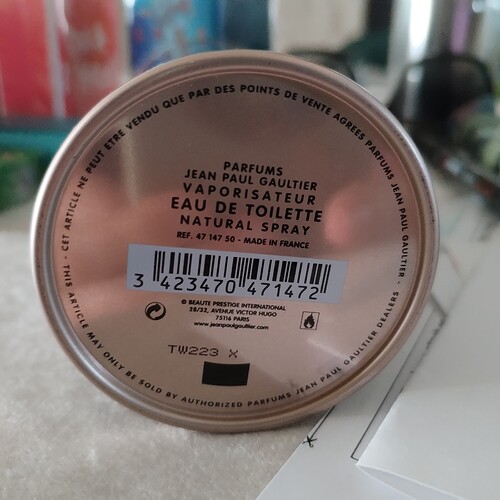 CET ARTICLE NE PEUT ETRE VENDU QUE PAR DES POINTS DE VENTE AGREES PARFUMS JEAN PAUL GAULTIER -
PARFUMS
JEAN PAUL GAULTIER
VAPORISATEUR
EAU DE TOILETTE
NATURAL SPRAY
REF. 47 147 50 - MADE IN FRANCE
3 423470 471472
© BEAUTE PRESTIGE INTERNATIONAL
28/32, AVENUE VICTOR HUGO
75116 PARIS
www.jeanpaulgaultier.com
TW223 X
THIS ARTICLE MAY ONLY BE SOLD BY AUTHORIZED PARFUMS JEAN PAUL GAULTIER DEALERS -